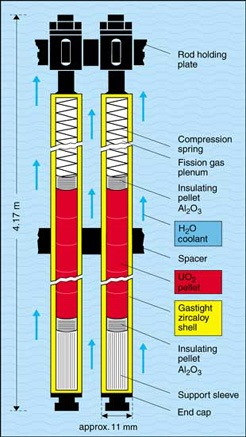 Rod holding
plate
4.17 m
Compression
spring
Fission gas
plenum
Insulating
pellet
Al2O3
H2O
coolant
Spacer
UO2
pellet
Gastight
zircaloy
shell
Insulating
pellet
Al2O3
Support sleeve
End cap
approx. 11 mm